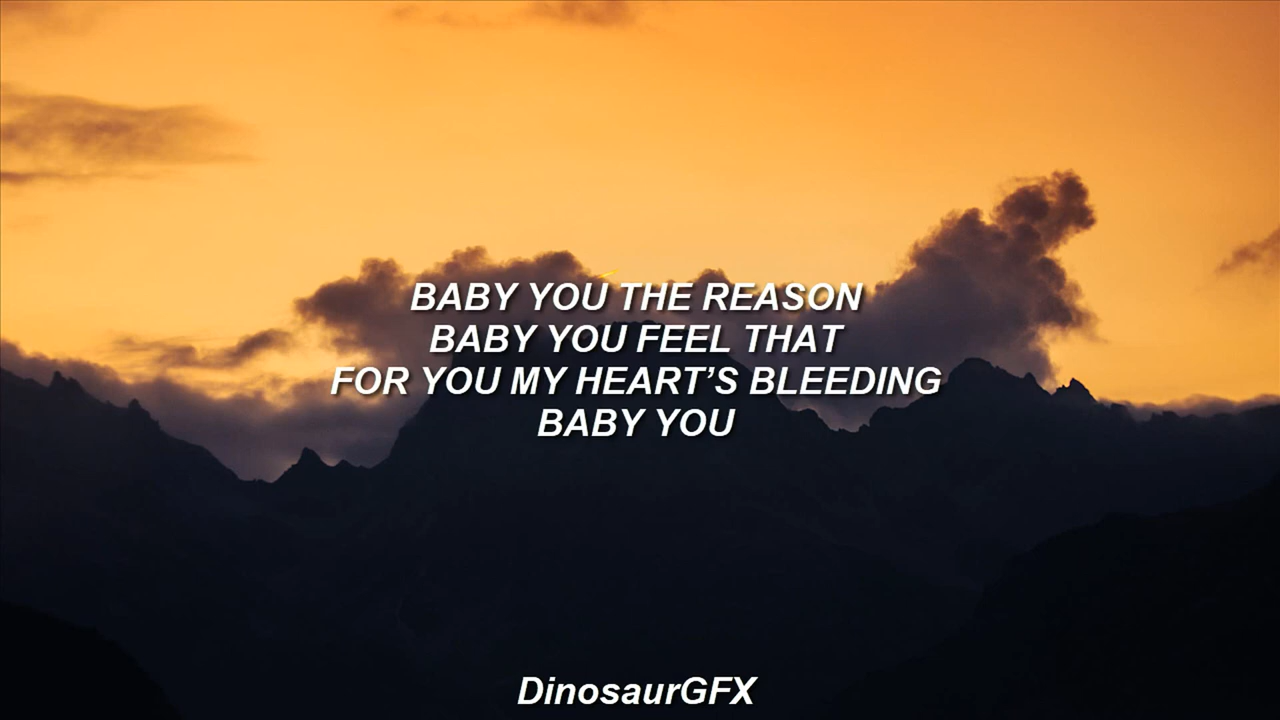 BABY YOU THE REASON
BABY YOU FEEL THAT
FOR YOU MY HEART’S BLEEDING
BABY YOU
DinosaurGFX